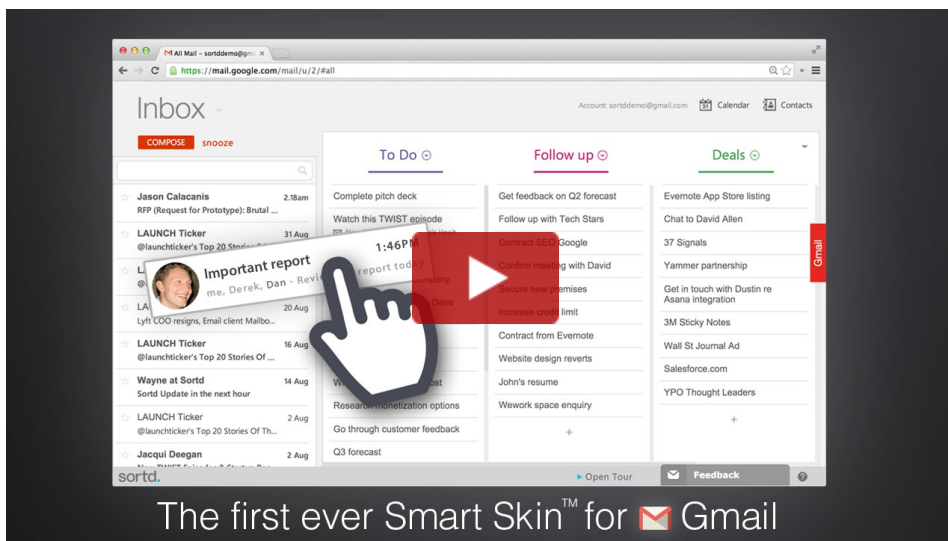 M All Mail - sortddemo@gm
https://mail.google.com/mail/u/2/#all
Inbox
Account: sortddemo@gmail.com
31
Calendar
Contacts
COMPOSE
snooze
To Do
Follow up
Deals
Jason Calacanis 2.18am
RFP (Request for Prototype): Brutal ...
LAUNCH Ticker 31 Aug
@launchticker's Top 20 Stories
20 Aug
Lyft COO resigns, Email client Mailbo...
LAUNCH Ticker 16 Aug
@launchticker's Top 20 Stories Of ...
Wayne at Sortd 14 Aug
Sortd Update in the next hour
LAUNCH Ticker 2 Aug
@launchticker's Top 20 Stories Of Th...
Jacqui Deegan 2 Aug
Important report 1:46PM
me, Derek, Dan - Revi report today
Complete pitch deck
Watch this TWIST episode
Dave
Research monetization options
Go through customer feedback
Q3 forecast
Get feedback on Q2 forecast
Follow up with Tech Stars
Contract SEO Google
Confirm meeting with David
Secure new premises
Increase credit limit
Contract from Evernote
Website design reverts
John's resume
Wework space enquiry
+
Evernote App Store listing
Chat to David Allen
37 Signals
Yammer partnership
Get in touch with Dustin re
Asana integration
3M Sticky Notes
Wall St Journal Ad
Salesforce.com
YPO Thought Leaders
+
Gmail
sortd.
Open Tour
Feedback
?
The first ever Smart Skin™ for Gmail